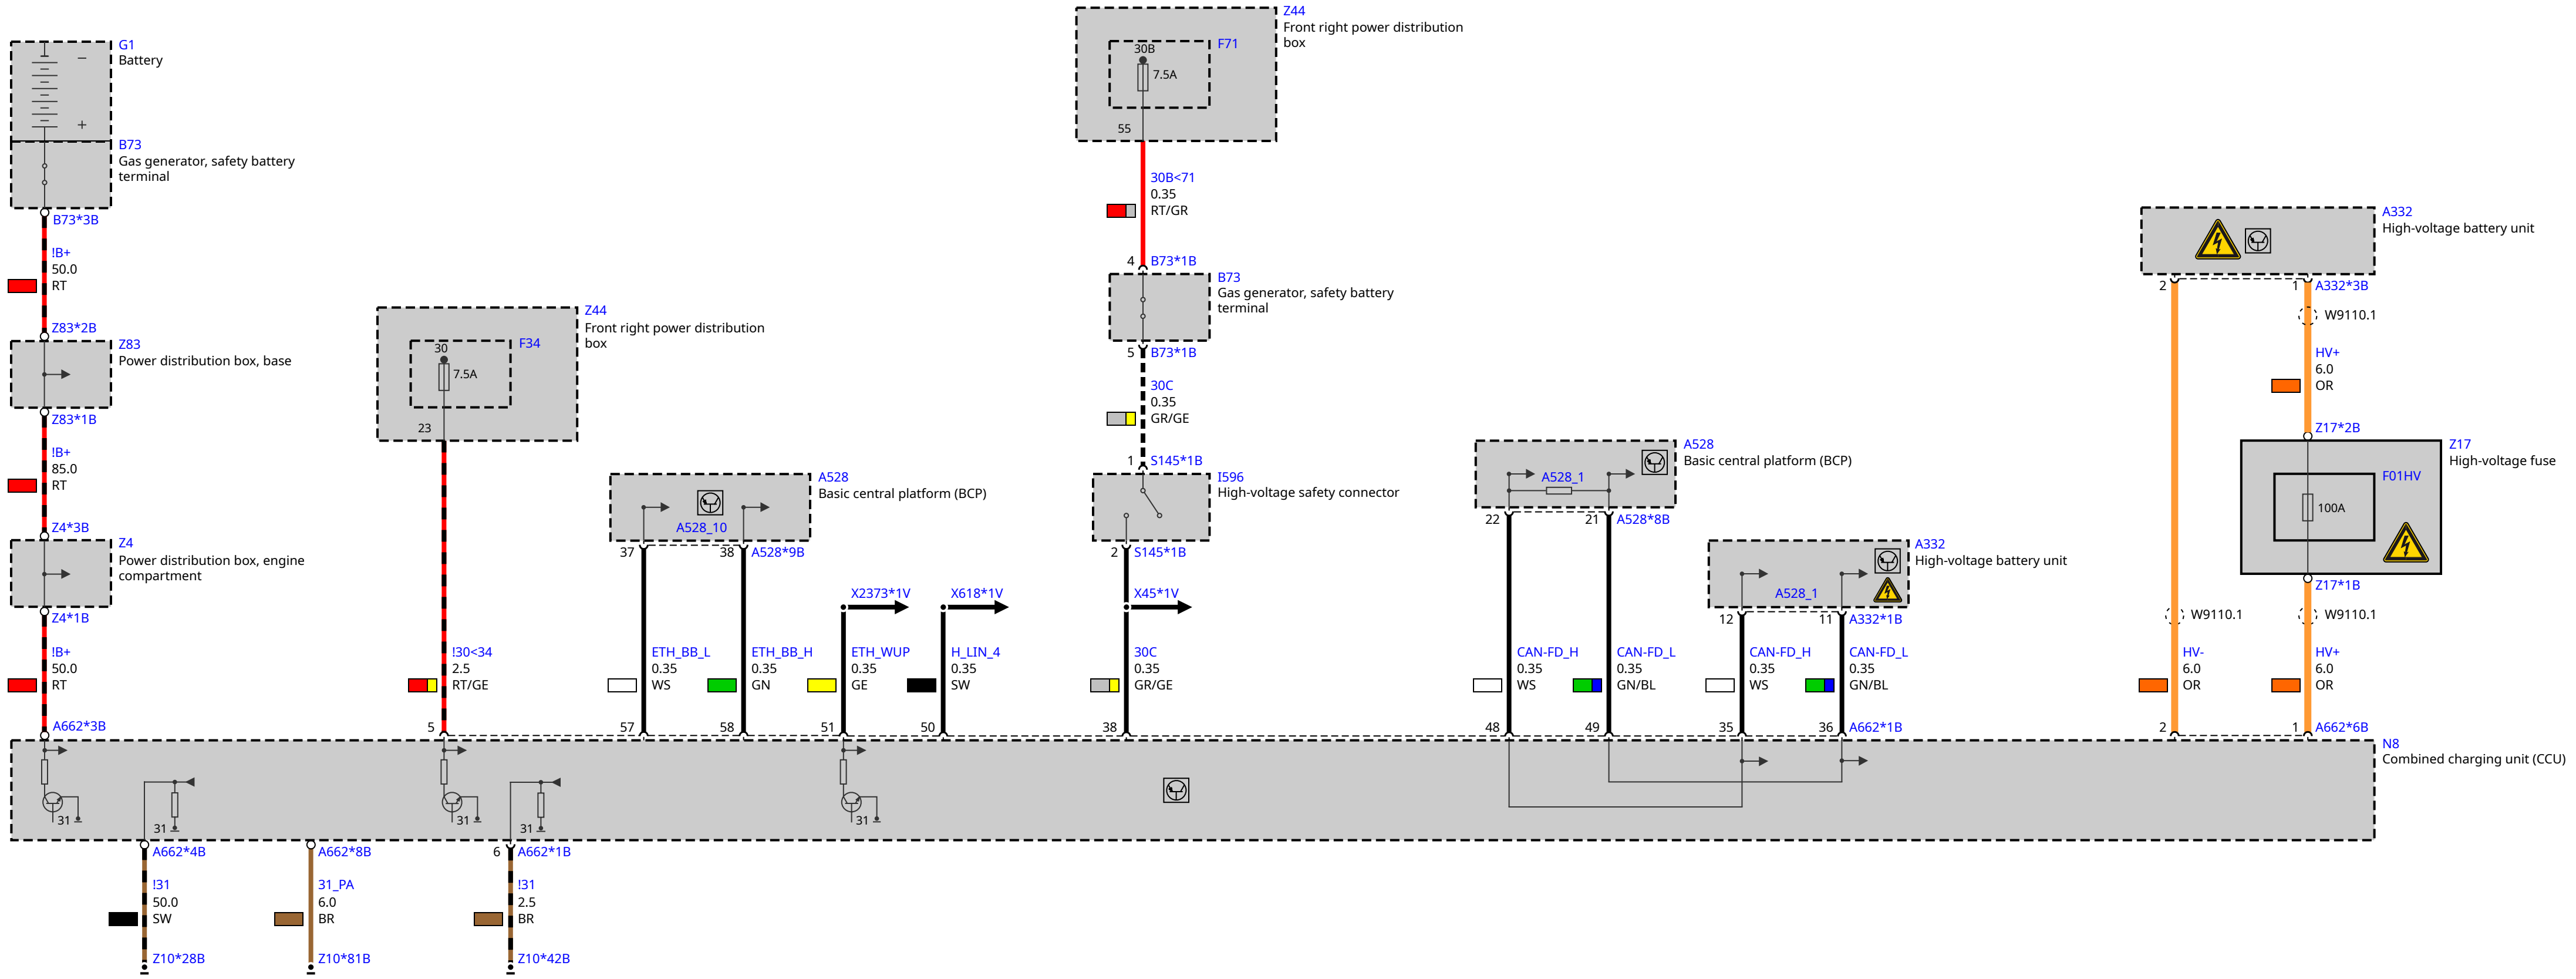 G1
Battery
−
+
B73
Gas generator, safety battery
terminal
B73*3B
!B+
50.0
RT
Z83*2B
Z83
Power distribution box, base
Z83*1B
!B+
85.0
RT
Z4*3B
Z4
Power distribution box, engine
compartment
Z4*1B
!B+
50.0
RT
A662*3B
Z44
Front right power distribution
box
F34
30
7.5A
23
!30<34
2.5
RT/GE
5
A528
Basic central platform (BCP)
A528_10
37
38
A528*9B
ETH_BB_L
0.35
WS
57
ETH_BB_H
0.35
GN
58
X2373*1V
ETH_WUP
0.35
GE
51
X618*1V
H_LIN_4
0.35
SW
50
Z44
Front right power distribution
box
F71
30B
7.5A
55
30B<71
0.35
RT/GR
4
B73*1B
B73
Gas generator, safety battery
terminal
5
B73*1B
30C
0.35
GR/GE
1
S145*1B
I596
High-voltage safety connector
2
S145*1B
X45*1V
30C
0.35
GR/GE
38
A528
Basic central platform (BCP)
A528_1
22
21
A528*8B
CAN-FD_H
0.35
WS
48
CAN-FD_L
0.35
GN/BL
49
A332
High-voltage battery unit
A528_1
12
11
A332*1B
CAN-FD_H
0.35
WS
35
CAN-FD_L
0.35
GN/BL
36
A662*1B
A332
High-voltage battery unit
2
1
A332*3B
W9110.1
HV+
6.0
OR
Z17*2B
Z17
High-voltage fuse
F01HV
100A
Z17*1B
W9110.1
W9110.1
HV-
6.0
OR
2
HV+
6.0
OR
1
A662*6B
N8
Combined charging unit (CCU)
31
31
31
31
31
A662*4B
!31
50.0
SW
Z10*28B
A662*8B
31_PA
6.0
BR
Z10*81B
6
A662*1B
!31
2.5
BR
Z10*42B